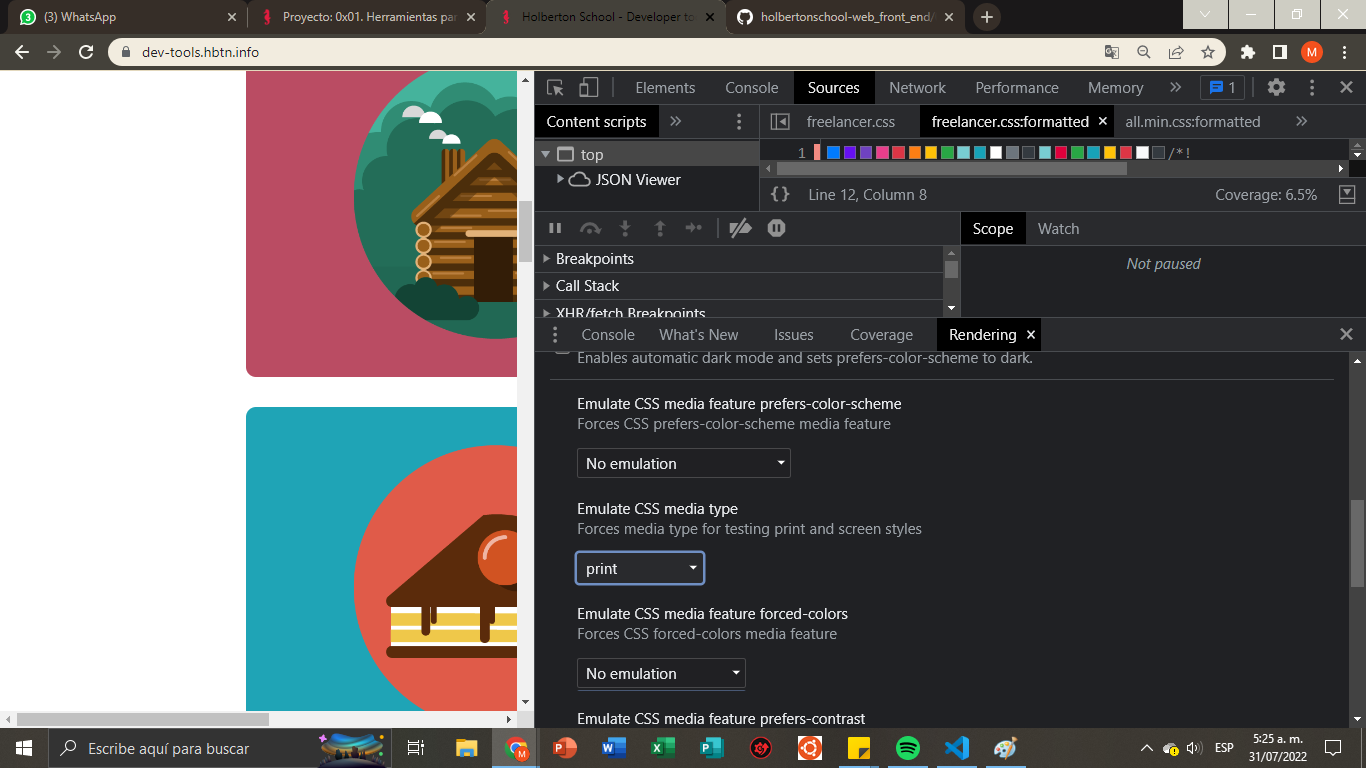 (3) WhatsApp
Proyecto: 0x01. Herramientas par
Holberton School - Developer to
holbertonschool-web_front_end/
dev-tools.hbtn.info
M
Elements
Console
Sources
Network
Performance
Memory
1
Content scripts
freelancer.css
freelancer.css:formatted
all.min.css:formatted
top
JSON Viewer
1
/*!
{}
Line 12, Column 8
Coverage: 6.5%
Scope
Watch
Breakpoints
Not paused
Call Stack
XHR/fetch Breakpoints
Console
What's New
Issues
Coverage
Rendering
Enables automatic dark mode and sets prefers-color-scheme to dark.
Emulate CSS media feature prefers-color-scheme
Forces CSS prefers-color-scheme media feature
No emulation
Emulate CSS media type
Forces media type for testing print and screen styles
print
Emulate CSS media feature forced-colors
Forces CSS forced-colors media feature
No emulation
Emulate CSS media feature prefers-contrast
Escribe aquí para buscar
ESP
5:25 a. m.
31/07/2022